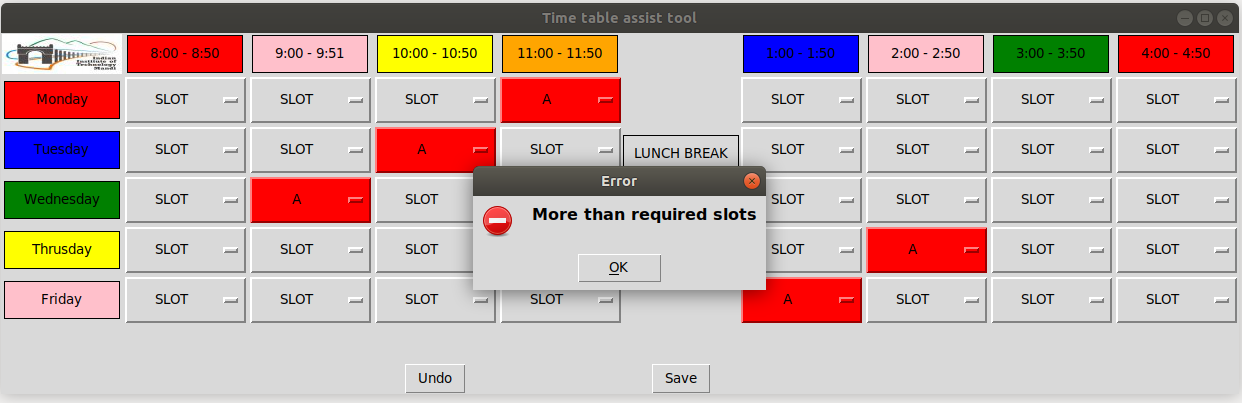 Time table assist tool
Indian
Institute of
Technology
Mandi
8:00 - 8:50 9:00 - 9:51 10:00 - 10:50 11:00 - 11:50 1:00 - 1:50 2:00 - 2:50 3:00 - 3:50 4:00 - 4:50
Monday SLOT SLOT SLOT A SLOT SLOT SLOT SLOT
Tuesday SLOT SLOT A SLOT LUNCH BREAK SLOT SLOT SLOT SLOT
Wednesday SLOT A SLOT SLOT SLOT SLOT SLOT
Thrusday SLOT SLOT SLOT SLOT A SLOT SLOT
Friday SLOT SLOT SLOT SLOT A SLOT SLOT SLOT
Error
More than required slots
OK
Undo Save